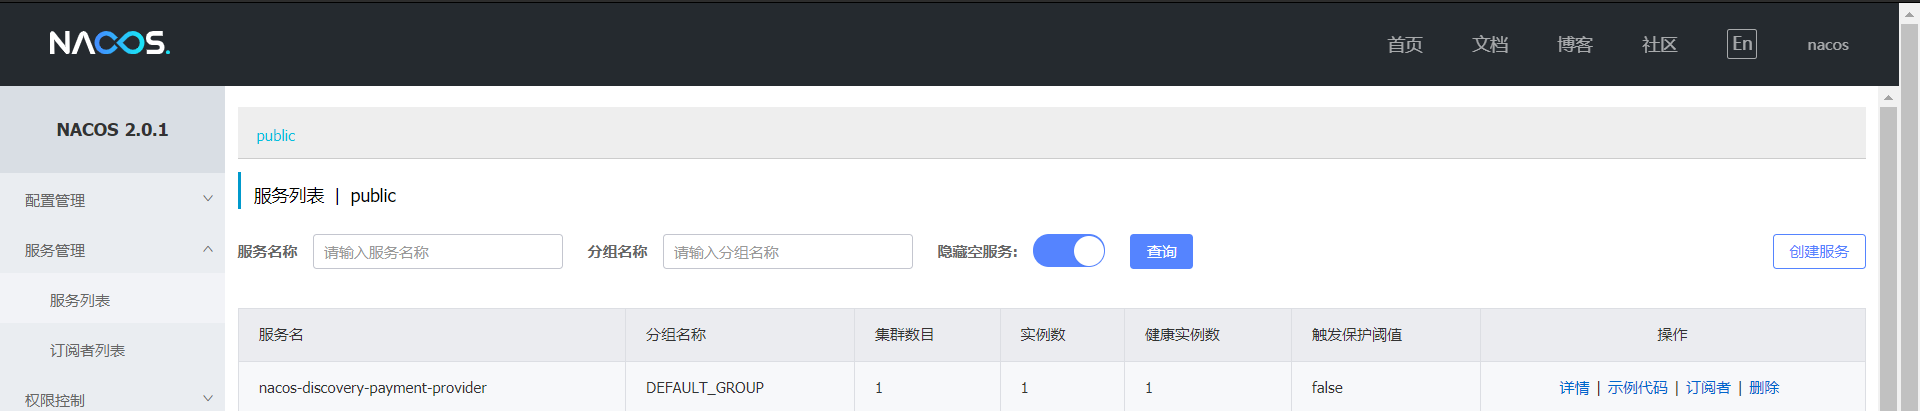 NACOS.
首页 文档 博客 社区 En nacos
NACOS 2.0.1
配置管理
服务管理
服务列表
订阅者列表
权限控制
public
服务列表 | public
服务名称 请输入服务名称 分组名称 请输入分组名称 隐藏空服务: 查询 创建服务
服务名 分组名称 集群数目 实例数 健康实例数 触发保护阈值 操作
nacos-discovery-payment-provider DEFAULT_GROUP 1 1 1 false 详情 | 示例代码 | 订阅者 | 删除